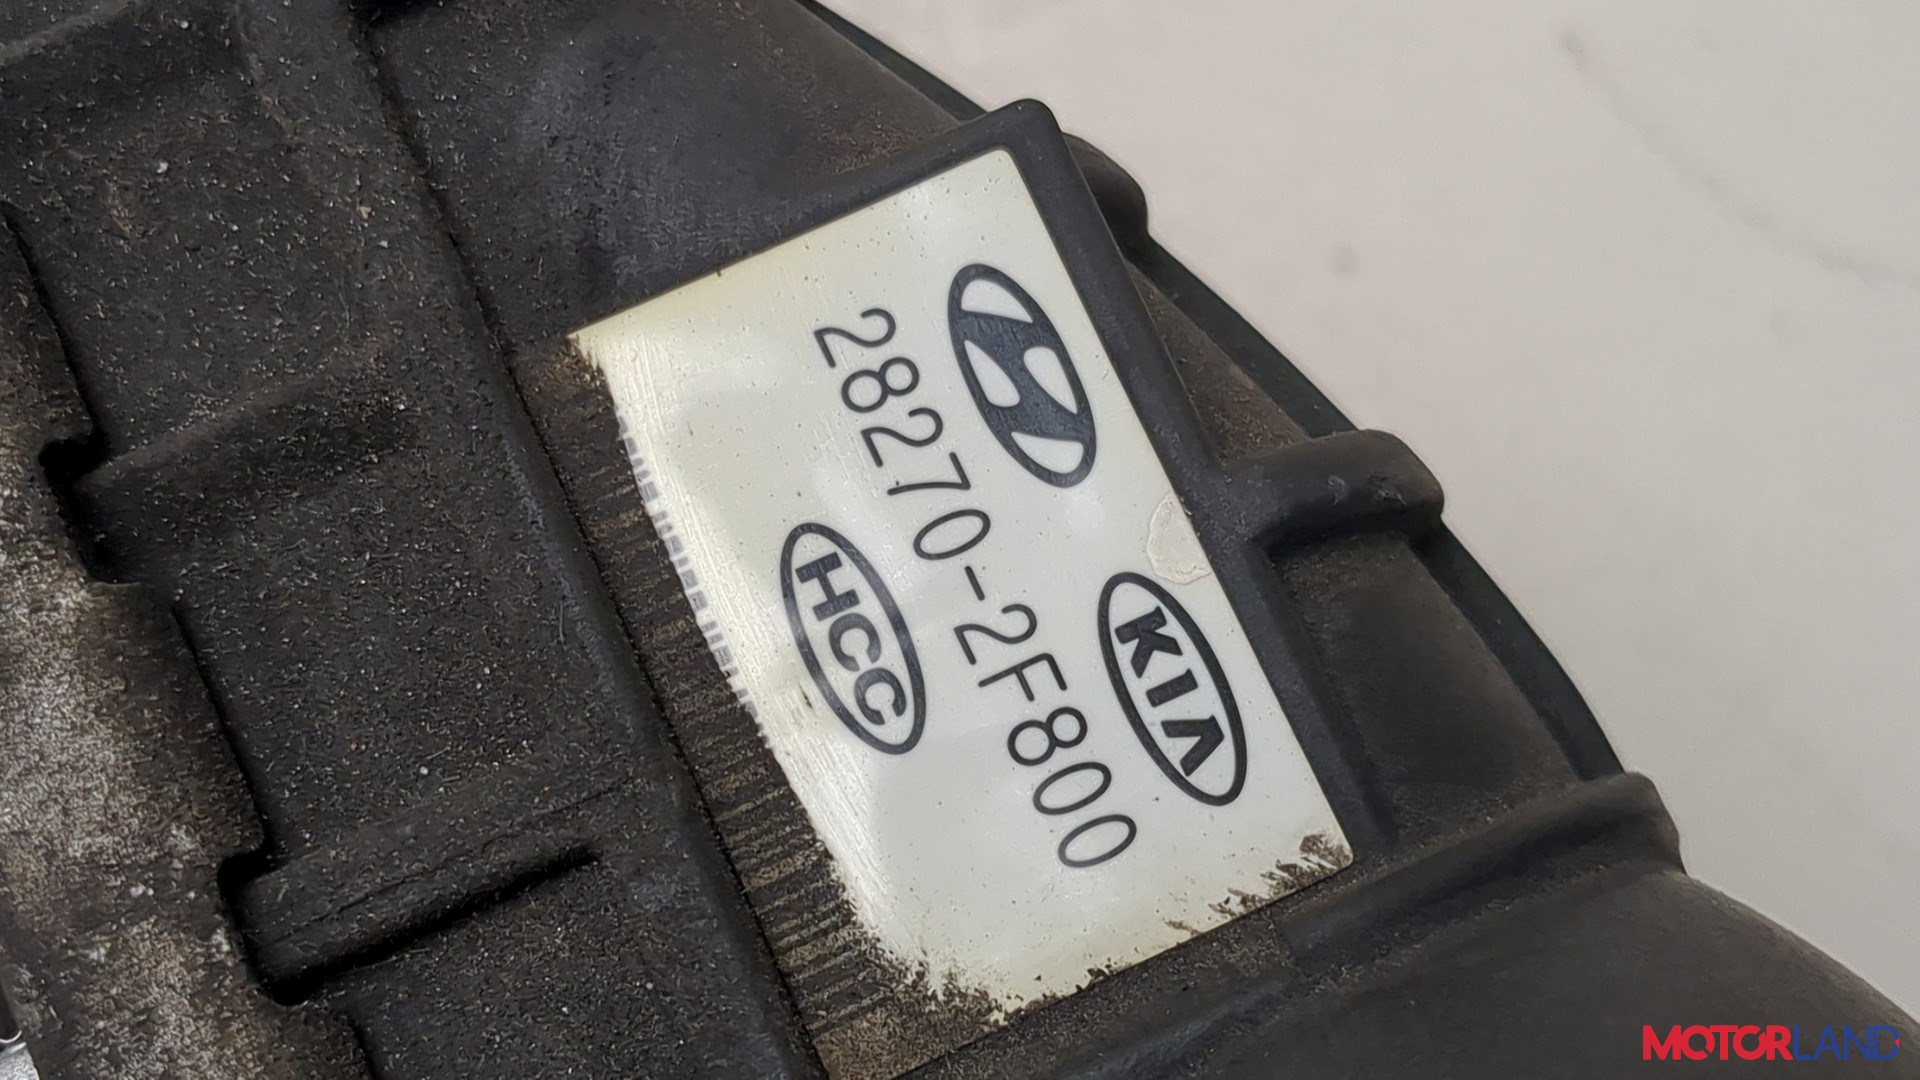 KIA
28270-2F800
HCC
MOTORLAND